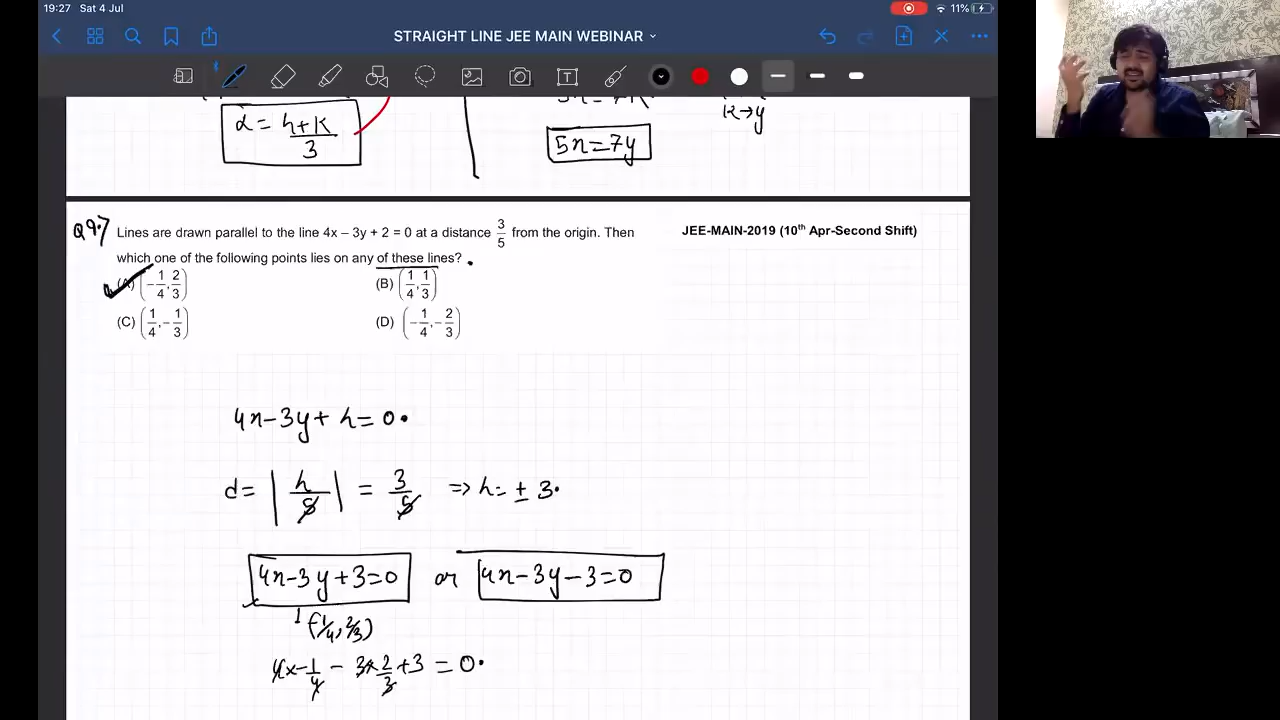 19:27 Sat 4 Jul
11%
STRAIGHT LINE JEE MAIN WEBINAR
α = h+k/3
k→y
5x=7y
Q9.7
Lines are drawn parallel to the line 4x – 3y + 2 = 0 at a distance 3/5 from the origin. Then
JEE-MAIN-2019 (10th Apr-Second Shift)
which one of the following points lies on any of these lines?
(A) (-1/4, 2/3)
(B) (1/4, 1/3)
(C) (1/4, -1/3)
(D) (-1/4, -2/3)
4x-3y+h=0.
d= |h/5| = 3/5 ⇒ h= ± 3.
4x-3y+3=0 or 4x-3y-3=0
(-1/4, 2/3)
4x-1/4 - 3x2/3 +3 = 0.